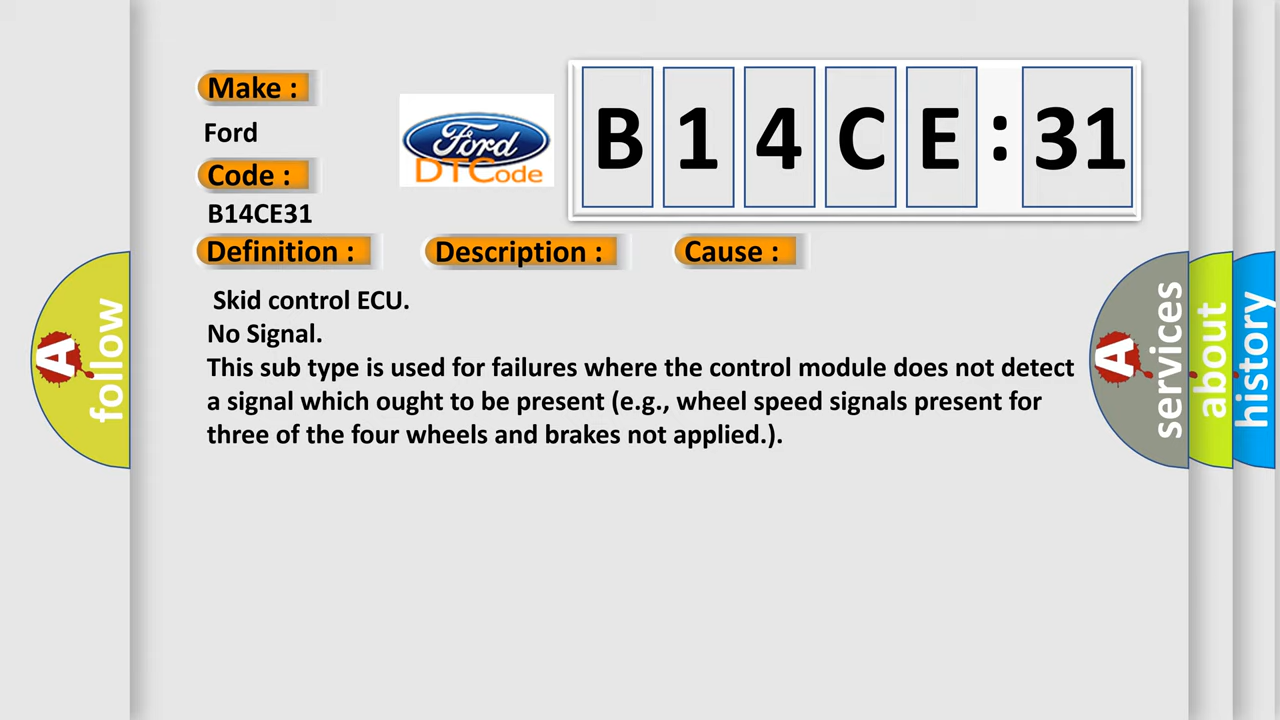 Make :
Ford
Code :
B14CE31
Ford
DTCode
B 1 4 C E : 31
Definition : Description : Cause :
Skid control ECU.
No Signal.
This sub type is used for failures where the control module does not detect
a signal which ought to be present (e.g., wheel speed signals present for
three of the four wheels and brakes not applied.).
A follow
A services
about
history